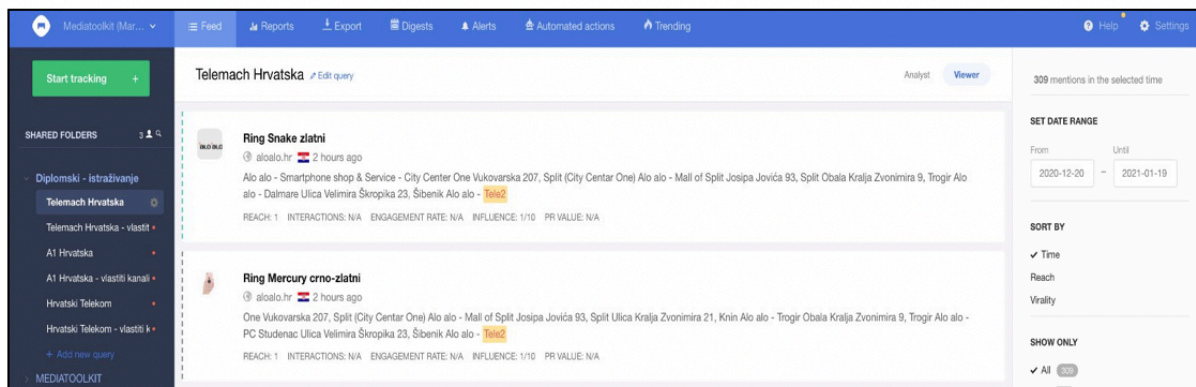 Mediatoolkit (Mar...
Feed
Reports
Export
Digests
Alerts
Automated actions
Trending
Help
Settings
Start tracking +
SHARED FOLDERS 3
Diplomski - istraživanje
Telemach Hrvatska
Telemach Hrvatska - vlastit
A1 Hrvatska
A1 Hrvatska - vlastiti kanali
Hrvatski Telekom
Hrvatski Telekom - vlastiti k
+ Add new query
MEDIATOOLKIT
Telemach Hrvatska Edit query
Analyst Viewer
Ring Snake zlatni
aloalo.hr 2 hours ago
Alo alo - Smartphone shop & Service - City Center One Vukovarska 207, Split (City Centar One) Alo alo - Mall of Split Josipa Jovića 93, Split Obala Kralja Zvonimira 9, Trogir Alo
alo - Dalmare Ulica Velimira Škropika 23, Šibenik Alo alo - Tele2
REACH: 1 INTERACTIONS: N/A ENGAGEMENT RATE: N/A INFLUENCE: 1/10 PR VALUE: N/A
Ring Mercury crno-zlatni
aloalo.hr 2 hours ago
One Vukovarska 207, Split (City Centar One) Alo alo - Mall of Split Josipa Jovića 93, Split Ulica Kralja Zvonimira 21, Knin Alo alo - Trogir Obala Kralja Zvonimira 9, Trogir Alo alo -
PC Studenac Ulica Velimira Škropika 23, Šibenik Alo alo - Tele2
REACH: 1 INTERACTIONS: N/A ENGAGEMENT RATE: N/A INFLUENCE: 1/10 PR VALUE: N/A
309 mentions in the selected time
SET DATE RANGE
From Until
2020-12-20 – 2021-01-19
SORT BY
Time
Reach
Virality
SHOW ONLY
All 309